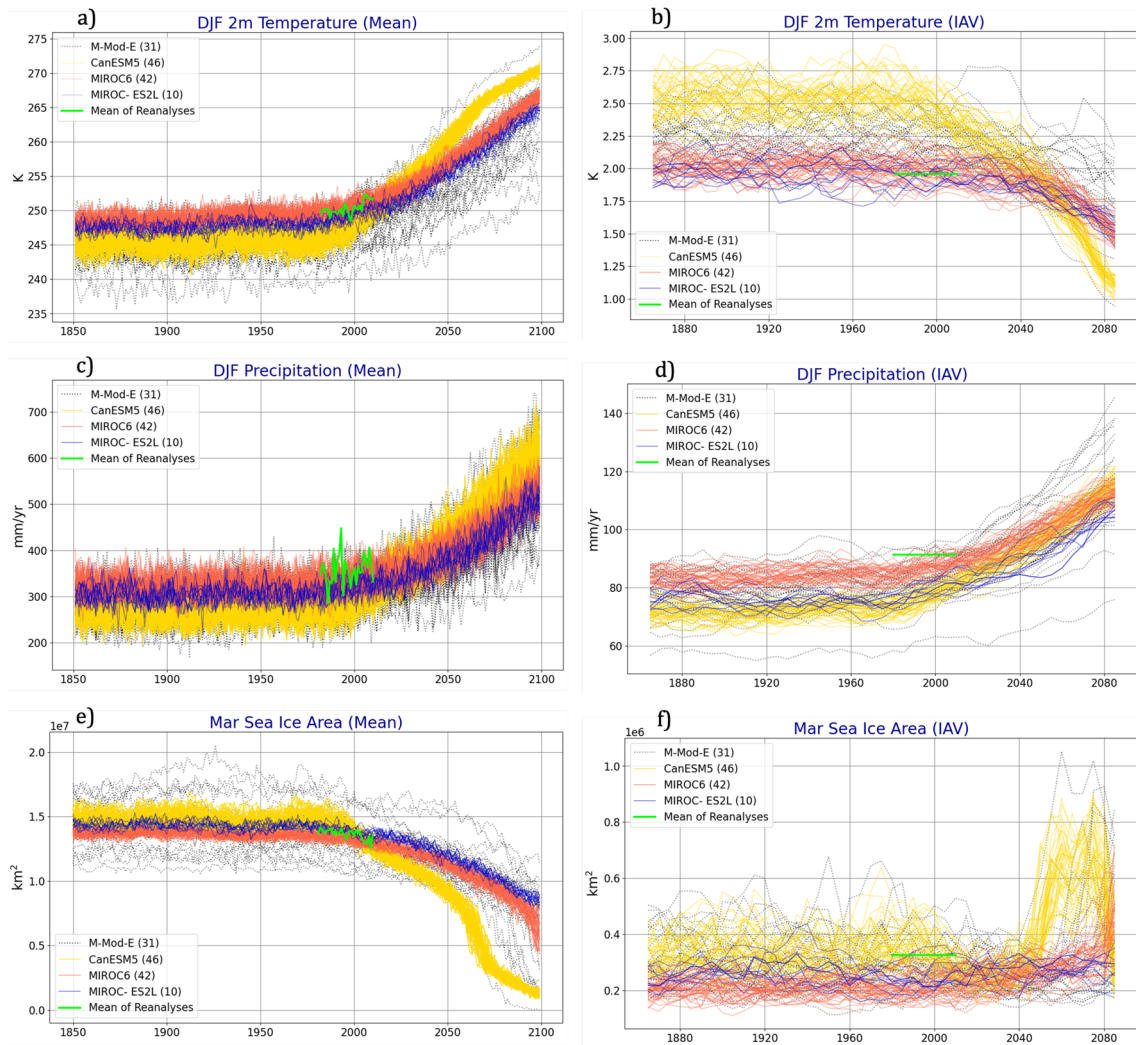 a) DJF 2m Temperature (Mean)
275
270
265
260
255
250
245
240
235
K
M-Mod-E (31)
CanESM5 (46)
MIROC6 (42)
MIROC- ES2L (10)
Mean of Reanalyses
1850 1900 1950 2000 2050 2100
b) DJF 2m Temperature (IAV)
3.00
2.75
2.50
2.25
2.00
1.75
1.50
1.25
1.00
K
M-Mod-E (31)
CanESM5 (46)
MIROC6 (42)
MIROC- ES2L (10)
Mean of Reanalyses
1880 1920 1960 2000 2040 2080
c) DJF Precipitation (Mean)
700
600
500
400
300
200
mm/yr
M-Mod-E (31)
CanESM5 (46)
MIROC6 (42)
MIROC- ES2L (10)
Mean of Reanalyses
1850 1900 1950 2000 2050 2100
d) DJF Precipitation (IAV)
140
120
100
80
60
mm/yr
M-Mod-E (31)
CanESM5 (46)
MIROC6 (42)
MIROC- ES2L (10)
Mean of Reanalyses
1880 1920 1960 2000 2040 2080
e) Mar Sea Ice Area (Mean)
1e7
2.0
1.5
1.0
0.5
0.0
km²
M-Mod-E (31)
CanESM5 (46)
MIROC6 (42)
MIROC- ES2L (10)
Mean of Reanalyses
1850 1900 1950 2000 2050 2100
f) Mar Sea Ice Area (IAV)
1e6
1.0
0.8
0.6
0.4
0.2
km²
M-Mod-E (31)
CanESM5 (46)
MIROC6 (42)
MIROC- ES2L (10)
Mean of Reanalyses
1880 1920 1960 2000 2040 2080